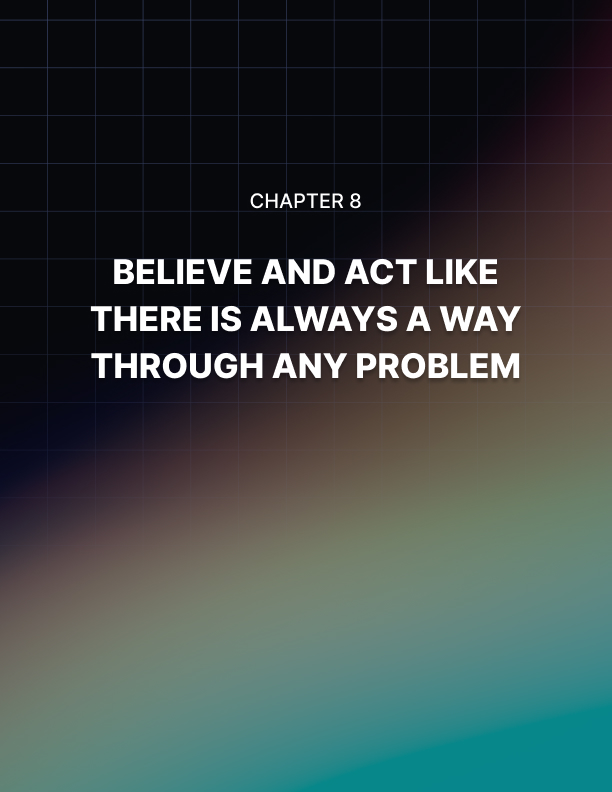 CHAPTER 8
BELIEVE AND ACT LIKE
THERE IS ALWAYS A WAY
THROUGH ANY PROBLEM